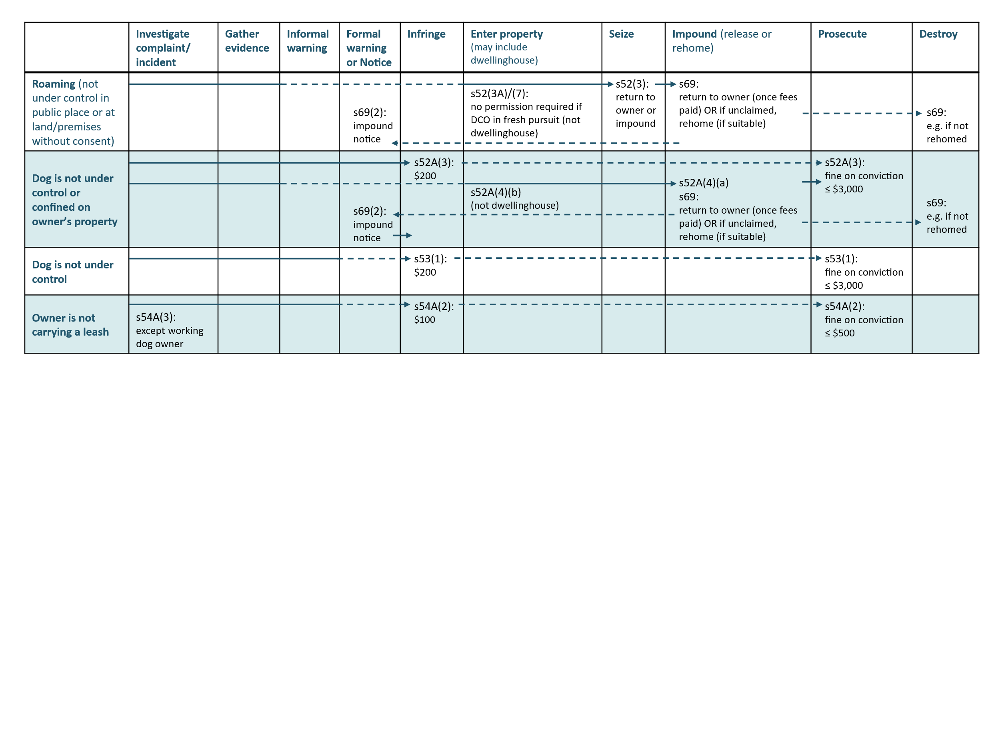 Investigate
complaint/
incident
Gather
evidence
Informal
warning
Formal
warning
or Notice
Infringe
Enter property
(may include
dwellinghouse)
Seize
Impound (release or
rehome)
Prosecute
Destroy
Roaming (not
under control in
public place or at
land/premises
without consent)
s69(2):
impound
notice
s52(3A)/(7):
no permission required if
DCO in fresh pursuit (not
dwellinghouse)
s52(3):
return to
owner or
impound
s69:
return to owner (once fees
paid) OR if unclaimed,
rehome (if suitable)
s69:
e.g. if not
rehomed
Dog is not under
control or
confined on
owner’s property
s69(2):
impound
notice
s52A(3):
$200
s52A(4)(b)
(not dwellinghouse)
s52A(4)(a)
s69:
return to owner (once fees
paid) OR if unclaimed,
rehome (if suitable)
s52A(3):
fine on conviction
≤ $3,000
s69:
e.g. if not
rehomed
Dog is not under
control
s53(1):
$200
s53(1):
fine on conviction
≤ $3,000
Owner is not
carrying a leash
s54A(3):
except working
dog owner
s54A(2):
$100
s54A(2):
fine on conviction
≤ $500